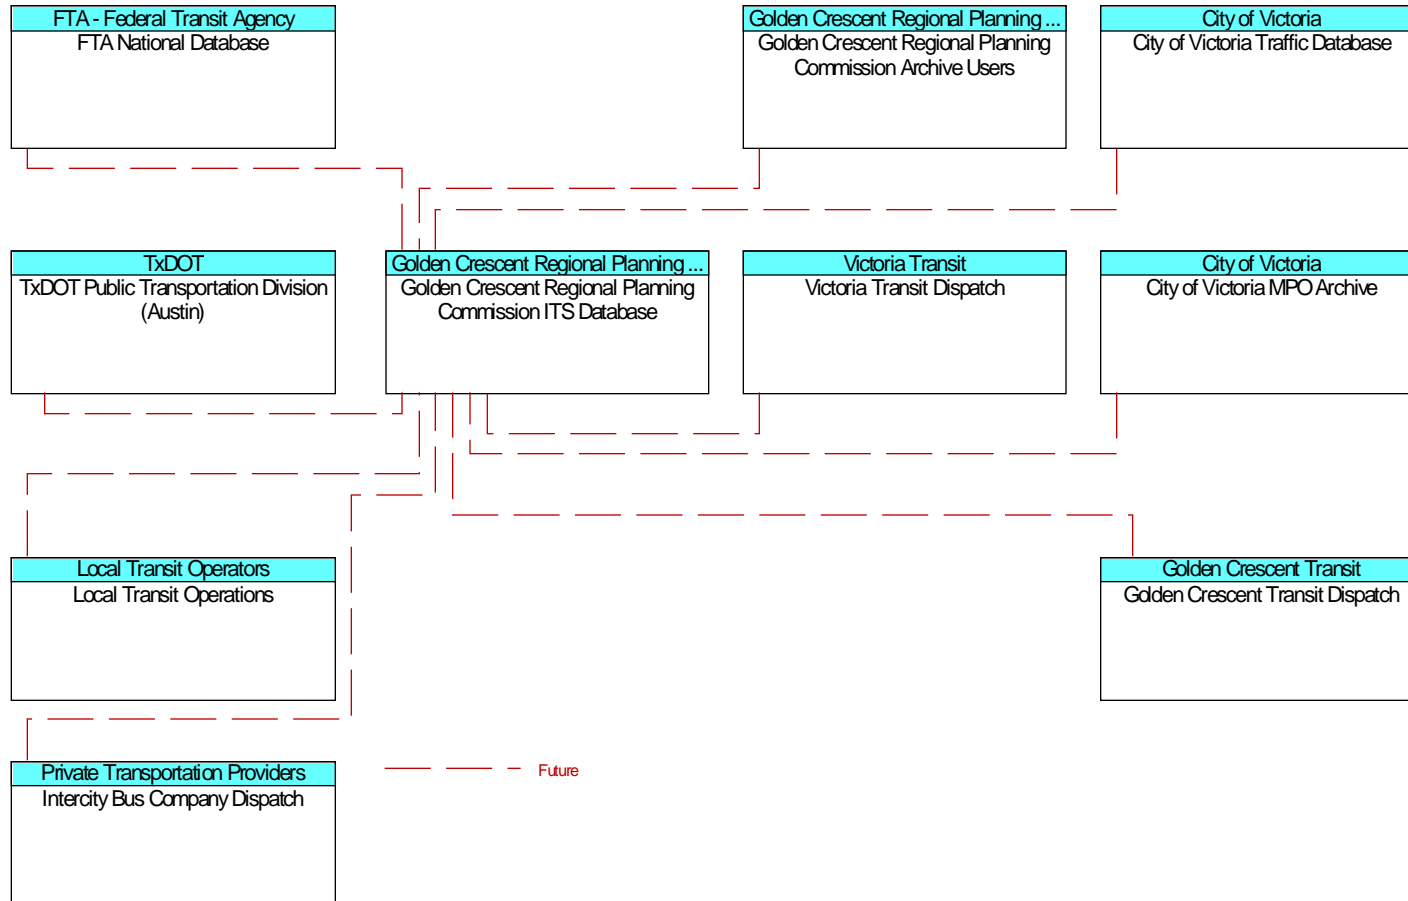 FTA - Federal Transit Agency
FTA National Database
Golden Crescent Regional Planning ...
Golden Crescent Regional Planning
Commission Archive Users
City of Victoria
City of Victoria Traffic Database
TxDOT
TxDOT Public Transportation Division
(Austin)
Golden Crescent Regional Planning ...
Golden Crescent Regional Planning
Commission ITS Database
Victoria Transit
Victoria Transit Dispatch
City of Victoria
City of Victoria MPO Archive
Local Transit Operators
Local Transit Operations
Golden Crescent Transit
Golden Crescent Transit Dispatch
Private Transportation Providers
Intercity Bus Company Dispatch
Future